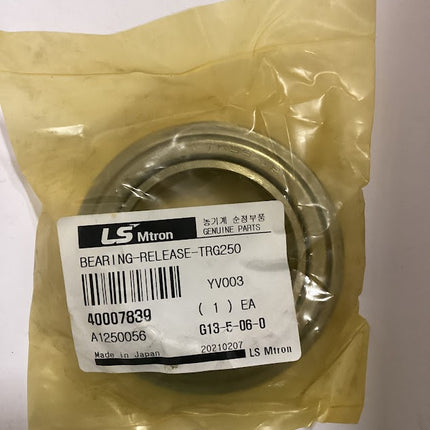 LS Mtron
농기계 순정부품
GENUINE PARTS
BEARING-RELEASE-TRG250
YV003
40007839
( 1 ) EA
A1250056
G13-5-06-0
Made in Japan
20210207
LS Mtron